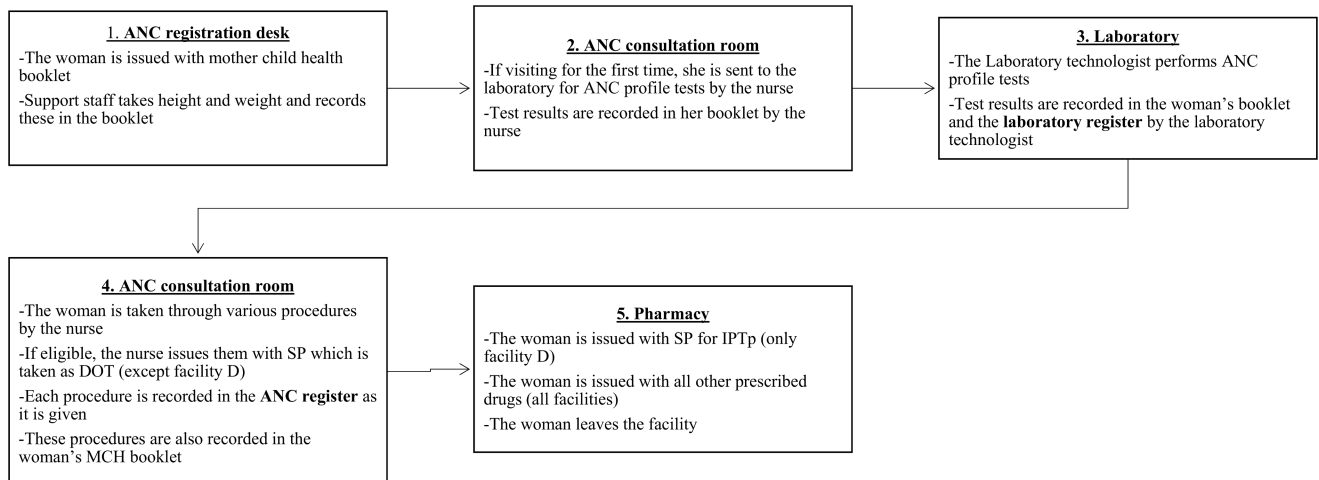 1. ANC registration desk
-The woman is issued with mother child health
booklet
-Support staff takes height and weight and records
these in the booklet
2. ANC consultation room
-If visiting for the first time, she is sent to the
laboratory for ANC profile tests by the nurse
-Test results are recorded in her booklet by the
nurse
3. Laboratory
-The Laboratory technologist performs ANC
profile tests
-Test results are recorded in the woman’s booklet
and the laboratory register by the laboratory
technologist
4. ANC consultation room
-The woman is taken through various procedures
by the nurse
-If eligible, the nurse issues them with SP which is
taken as DOT (except facility D)
-Each procedure is recorded in the ANC register as
it is given
-These procedures are also recorded in the
woman’s MCH booklet
5. Pharmacy
-The woman is issued with SP for IPTp (only
facility D)
-The woman is issued with all other prescribed
drugs (all facilities)
-The woman leaves the facility